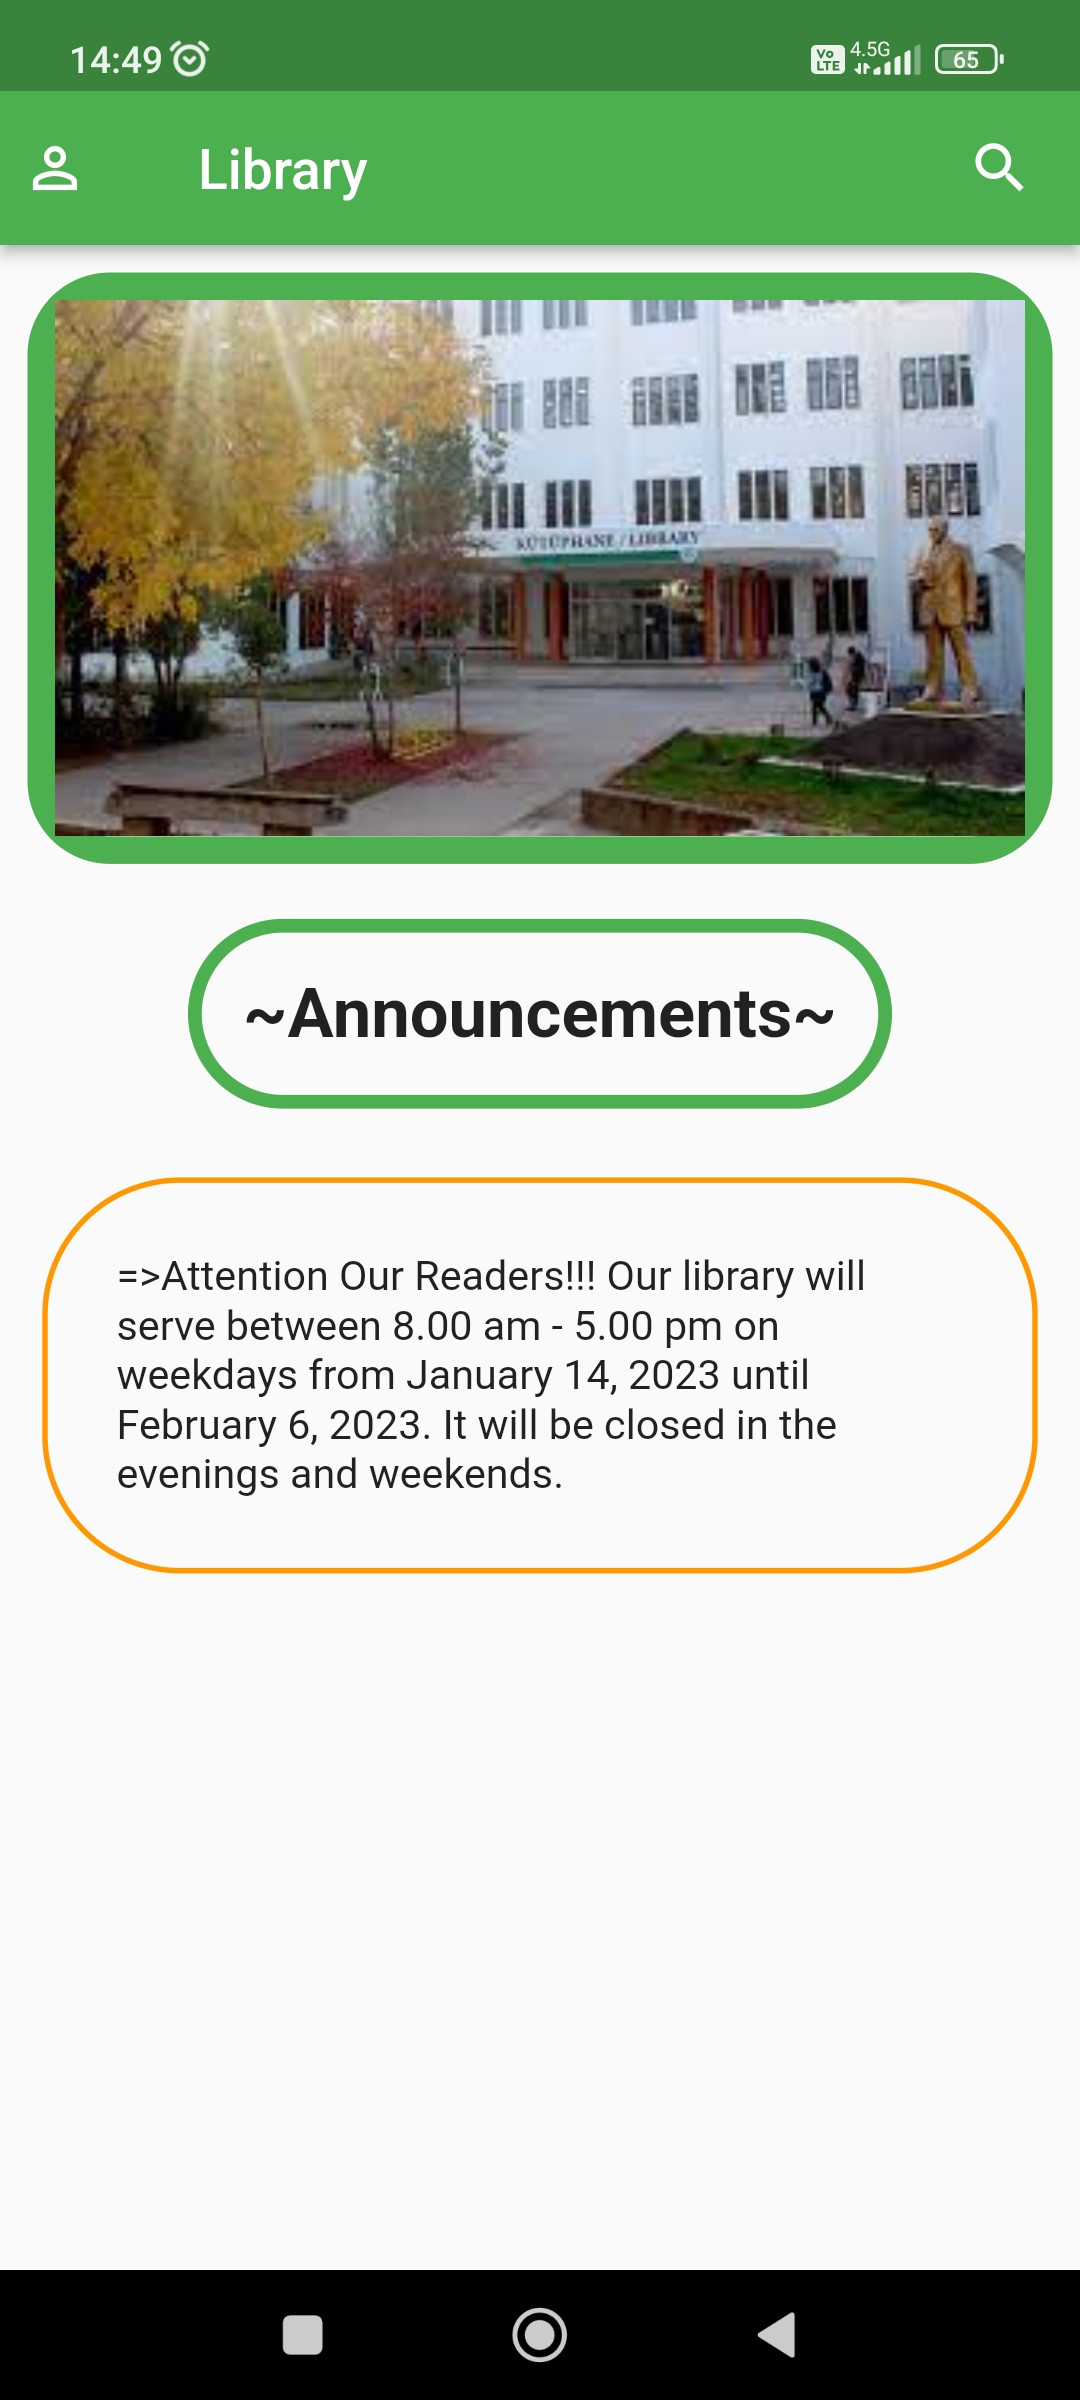 14:49
Vo LTE 4.5G 65
Library
KÜTÜPHANE / LIBRARY
~Announcements~
=>Attention Our Readers!!! Our library will
serve between 8.00 am - 5.00 pm on
weekdays from January 14, 2023 until
February 6, 2023. It will be closed in the
evenings and weekends.